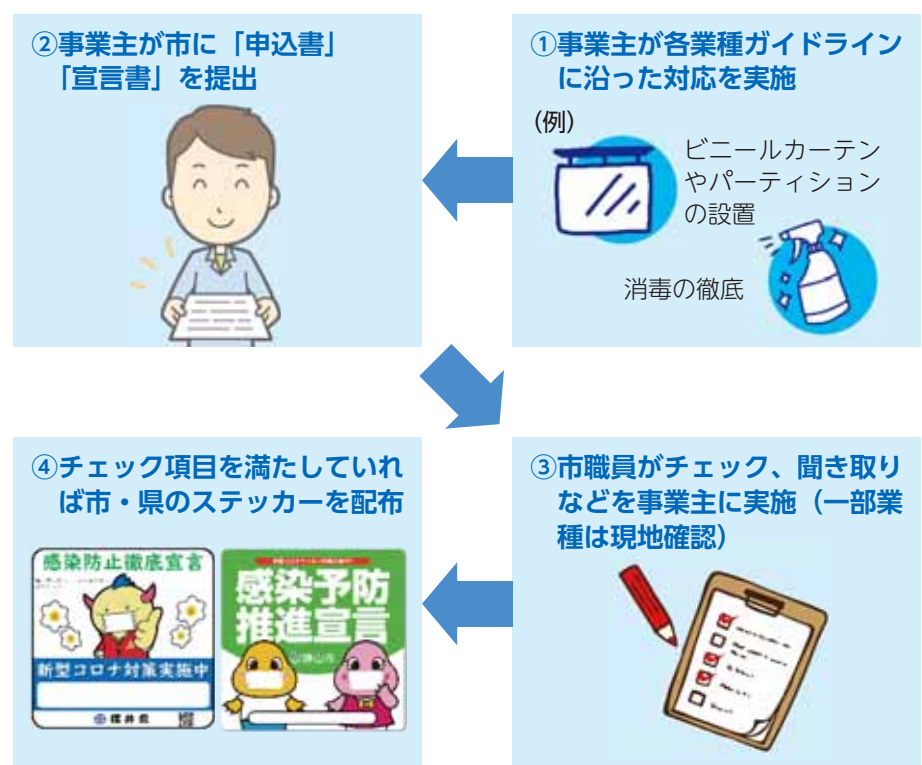 ①事業主が各業種ガイドライン
に沿った対応を実施
(例)
ビニールカーテン
やパーティション
の設置
消毒の徹底
②事業主が市に「申込書」
「宣言書」を提出
③市職員がチェック、聞き取り
などを事業主に実施（一部業
種は現地確認）
④チェック項目を満たしていれ
ば市・県のステッカーを配布
感染防止徹底宣言
新型コロナ対策実施中
福井県
感染予防
推進宣言
勝山市